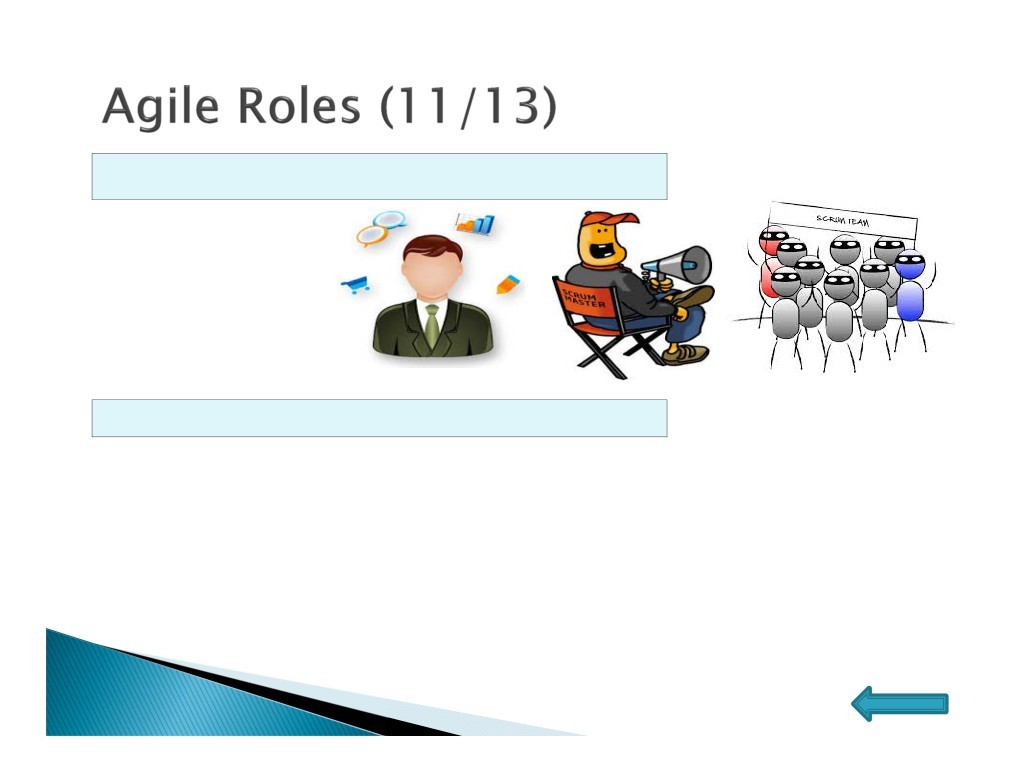 Agile Roles (11/13)
SCRUM TEAM
SCRUM
MASTER